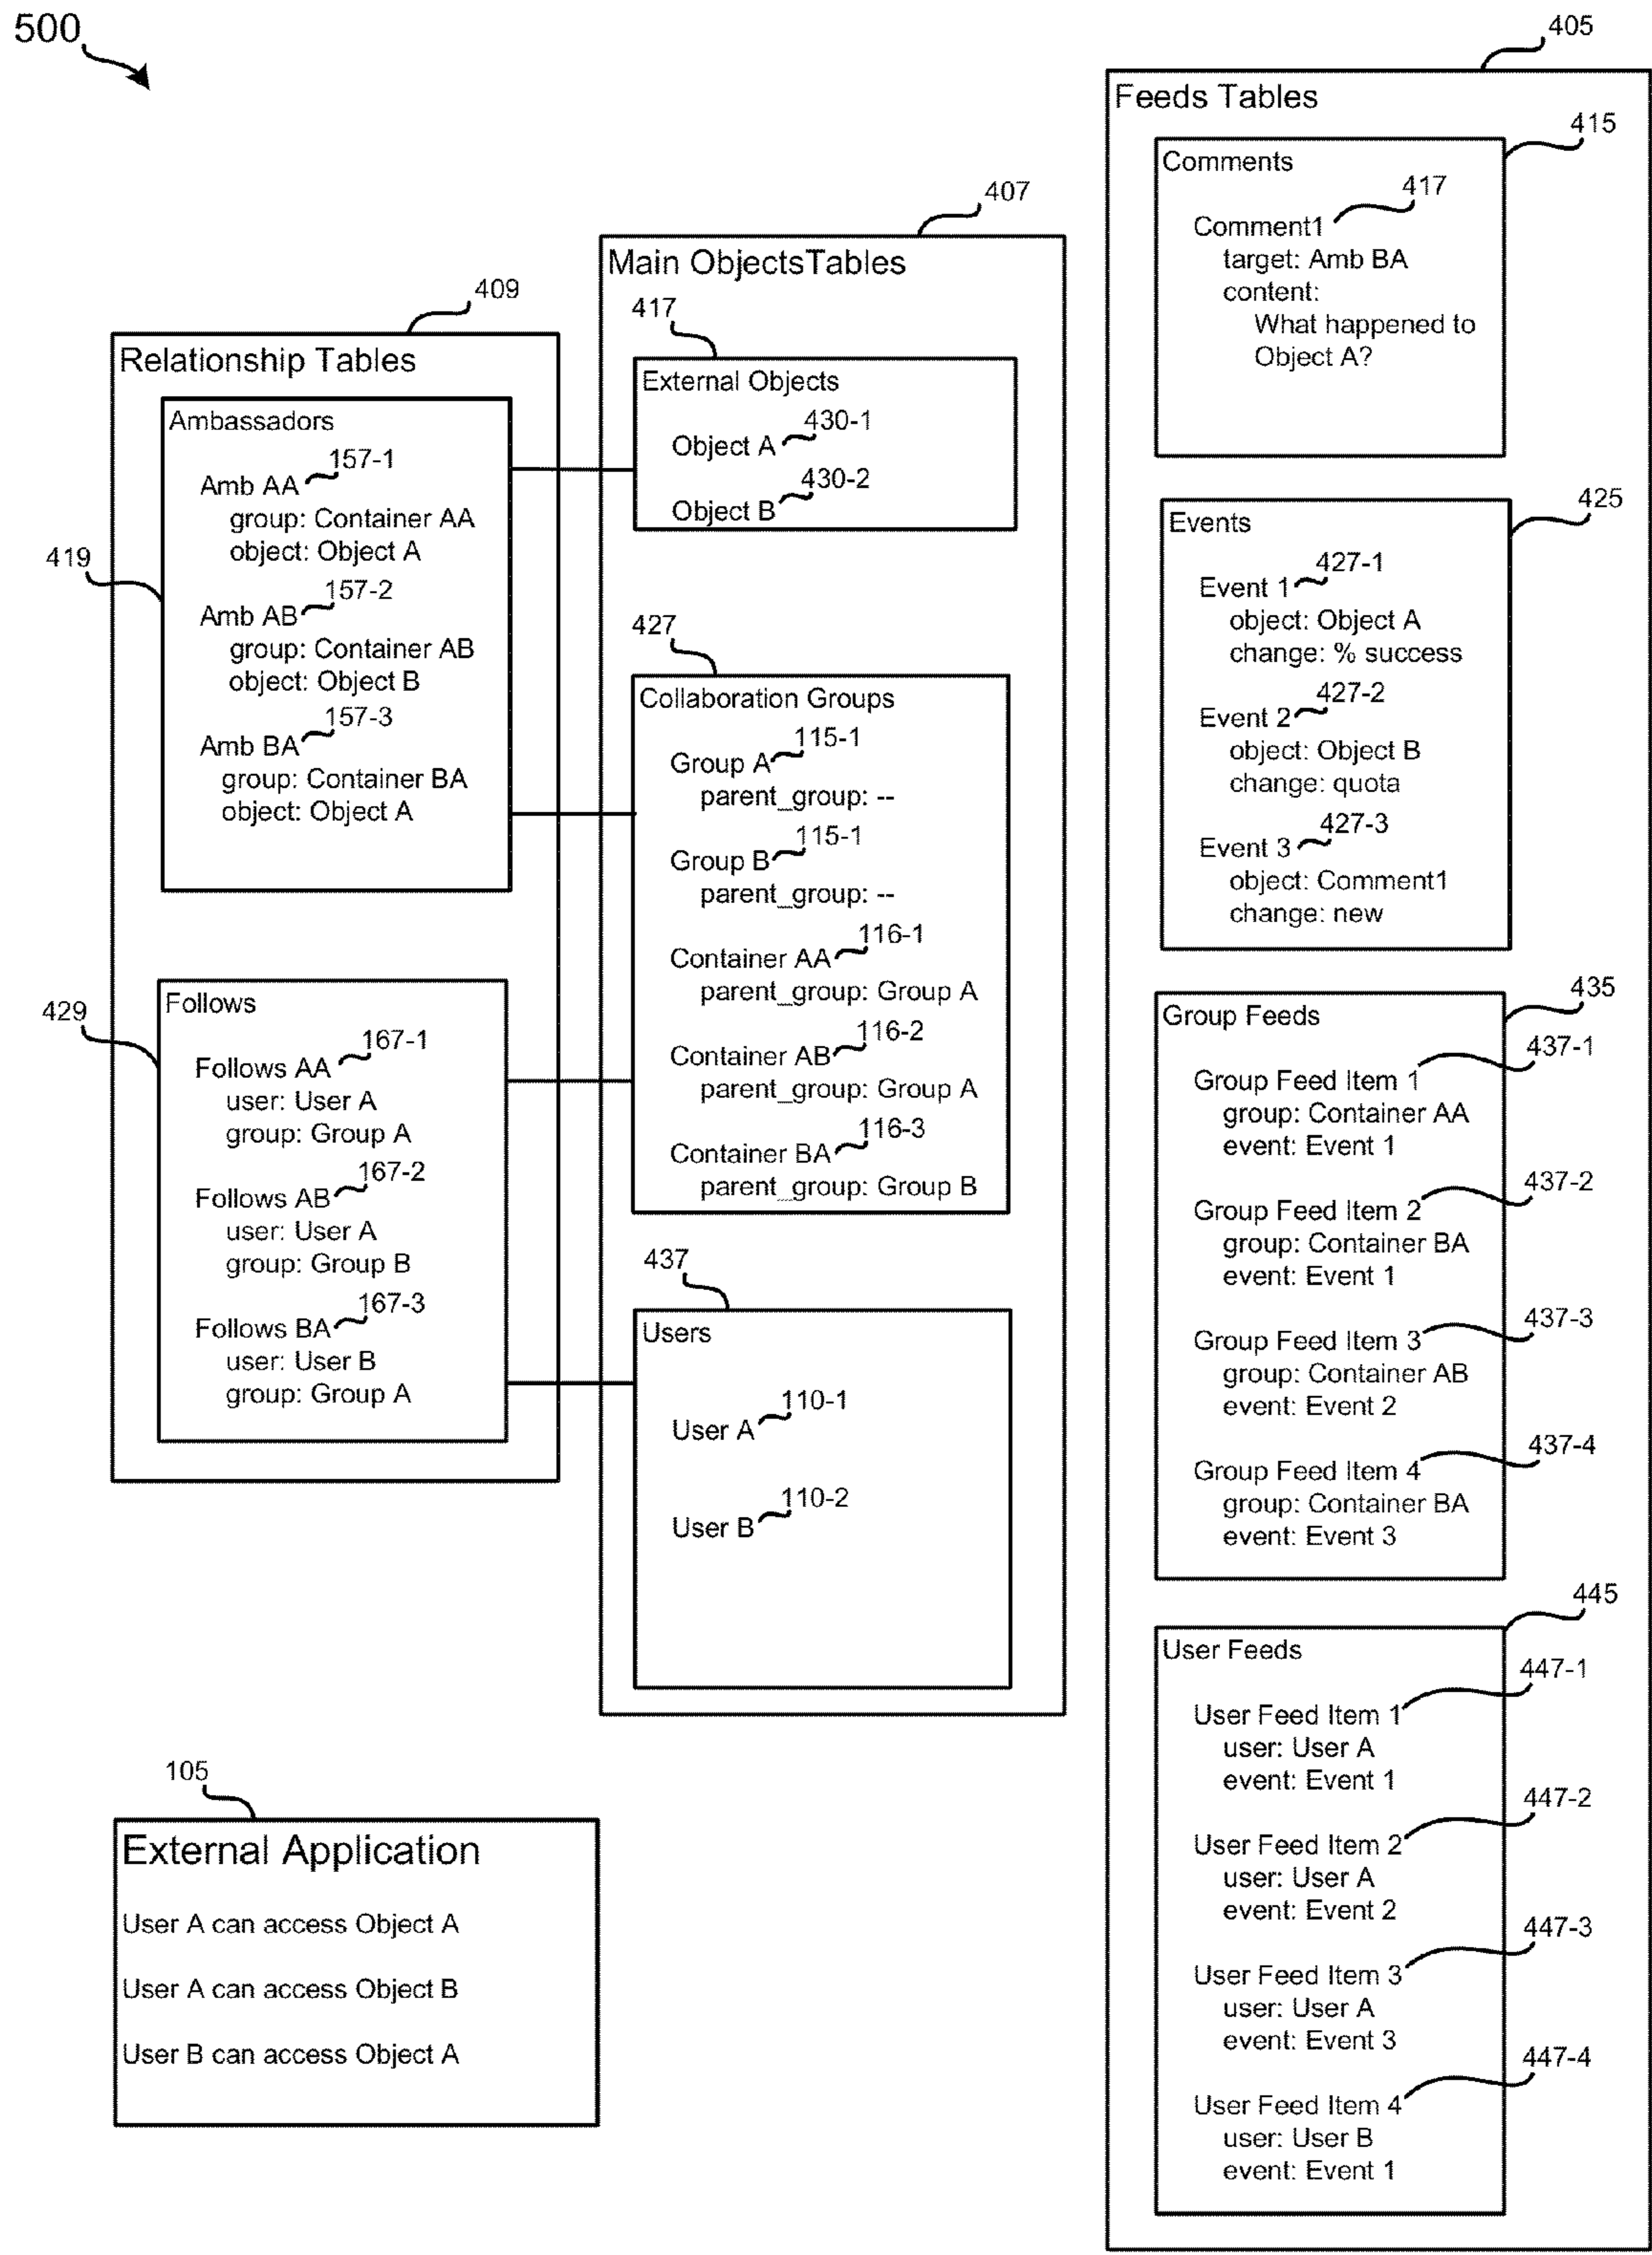 500
409
Relationship Tables
419
Ambassadors
157-1
Amb AA
group: Container AA
object: Object A
157-2
Amb AB
group: Container AB
object: Object B
157-3
Amb BA
group: Container BA
object: Object A
429
Follows
167-1
Follows AA
user: User A
group: Group A
167-2
Follows AB
user: User A
group: Group B
167-3
Follows BA
user: User B
group: Group A
105
External Application
User A can access Object A
User A can access Object B
User B can access Object A
407
Main ObjectsTables
417
External Objects
430-1
Object A
430-2
Object B
427
Collaboration Groups
115-1
Group A
parent_group: --
115-1
Group B
parent_group: --
116-1
Container AA
parent_group: Group A
116-2
Container AB
parent_group: Group A
116-3
Container BA
parent_group: Group B
437
Users
110-1
User A
110-2
User B
405
Feeds Tables
415
Comments
417
Comment1
target: Amb BA
content:
What happened to
Object A?
425
Events
427-1
Event 1
object: Object A
change: % success
427-2
Event 2
object: Object B
change: quota
427-3
Event 3
object: Comment1
change: new
435
Group Feeds
437-1
Group Feed Item 1
group: Container AA
event: Event 1
437-2
Group Feed Item 2
group: Container BA
event: Event 1
437-3
Group Feed Item 3
group: Container AB
event: Event 2
437-4
Group Feed Item 4
group: Container BA
event: Event 3
445
User Feeds
447-1
User Feed Item 1
user: User A
event: Event 1
447-2
User Feed Item 2
user: User A
event: Event 2
447-3
User Feed Item 3
user: User A
event: Event 3
447-4
User Feed Item 4
user: User B
event: Event 1